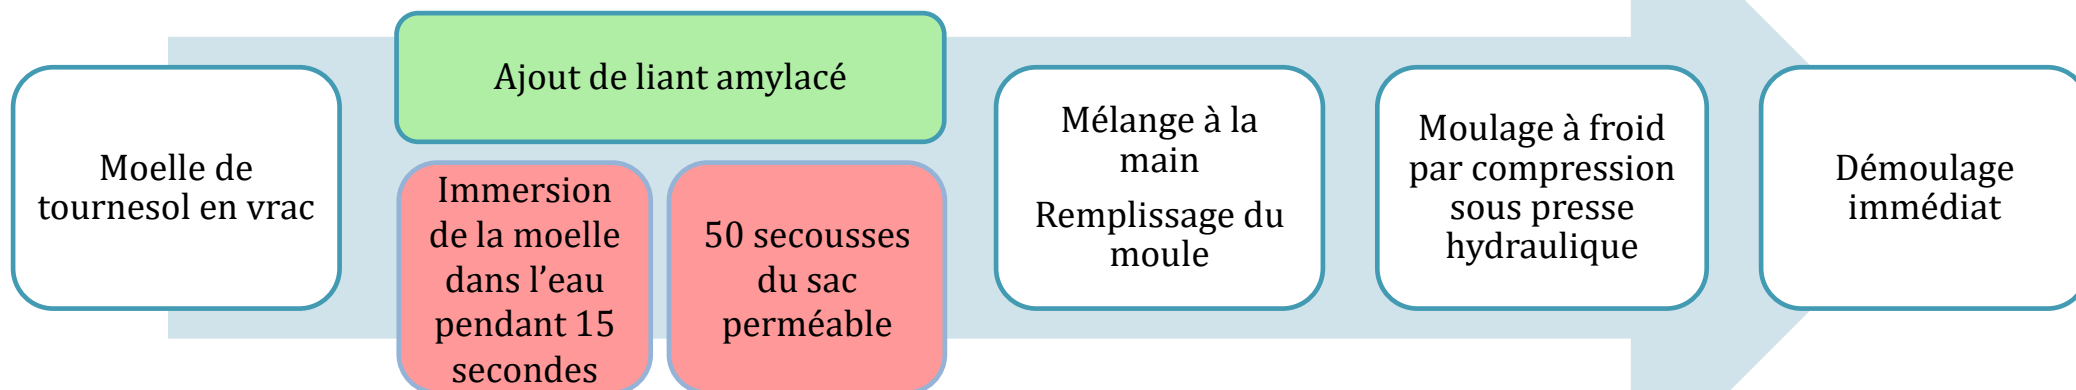 Moelle de
tournesol en vrac
Ajout de liant amylacé
Immersion
de la moelle
dans l’eau
pendant 15
secondes
50 secousses
du sac
perméable
Mélange à la
main
Remplissage du
moule
Moulage à froid
par compression
sous presse
hydraulique
Démoulage
immédiat